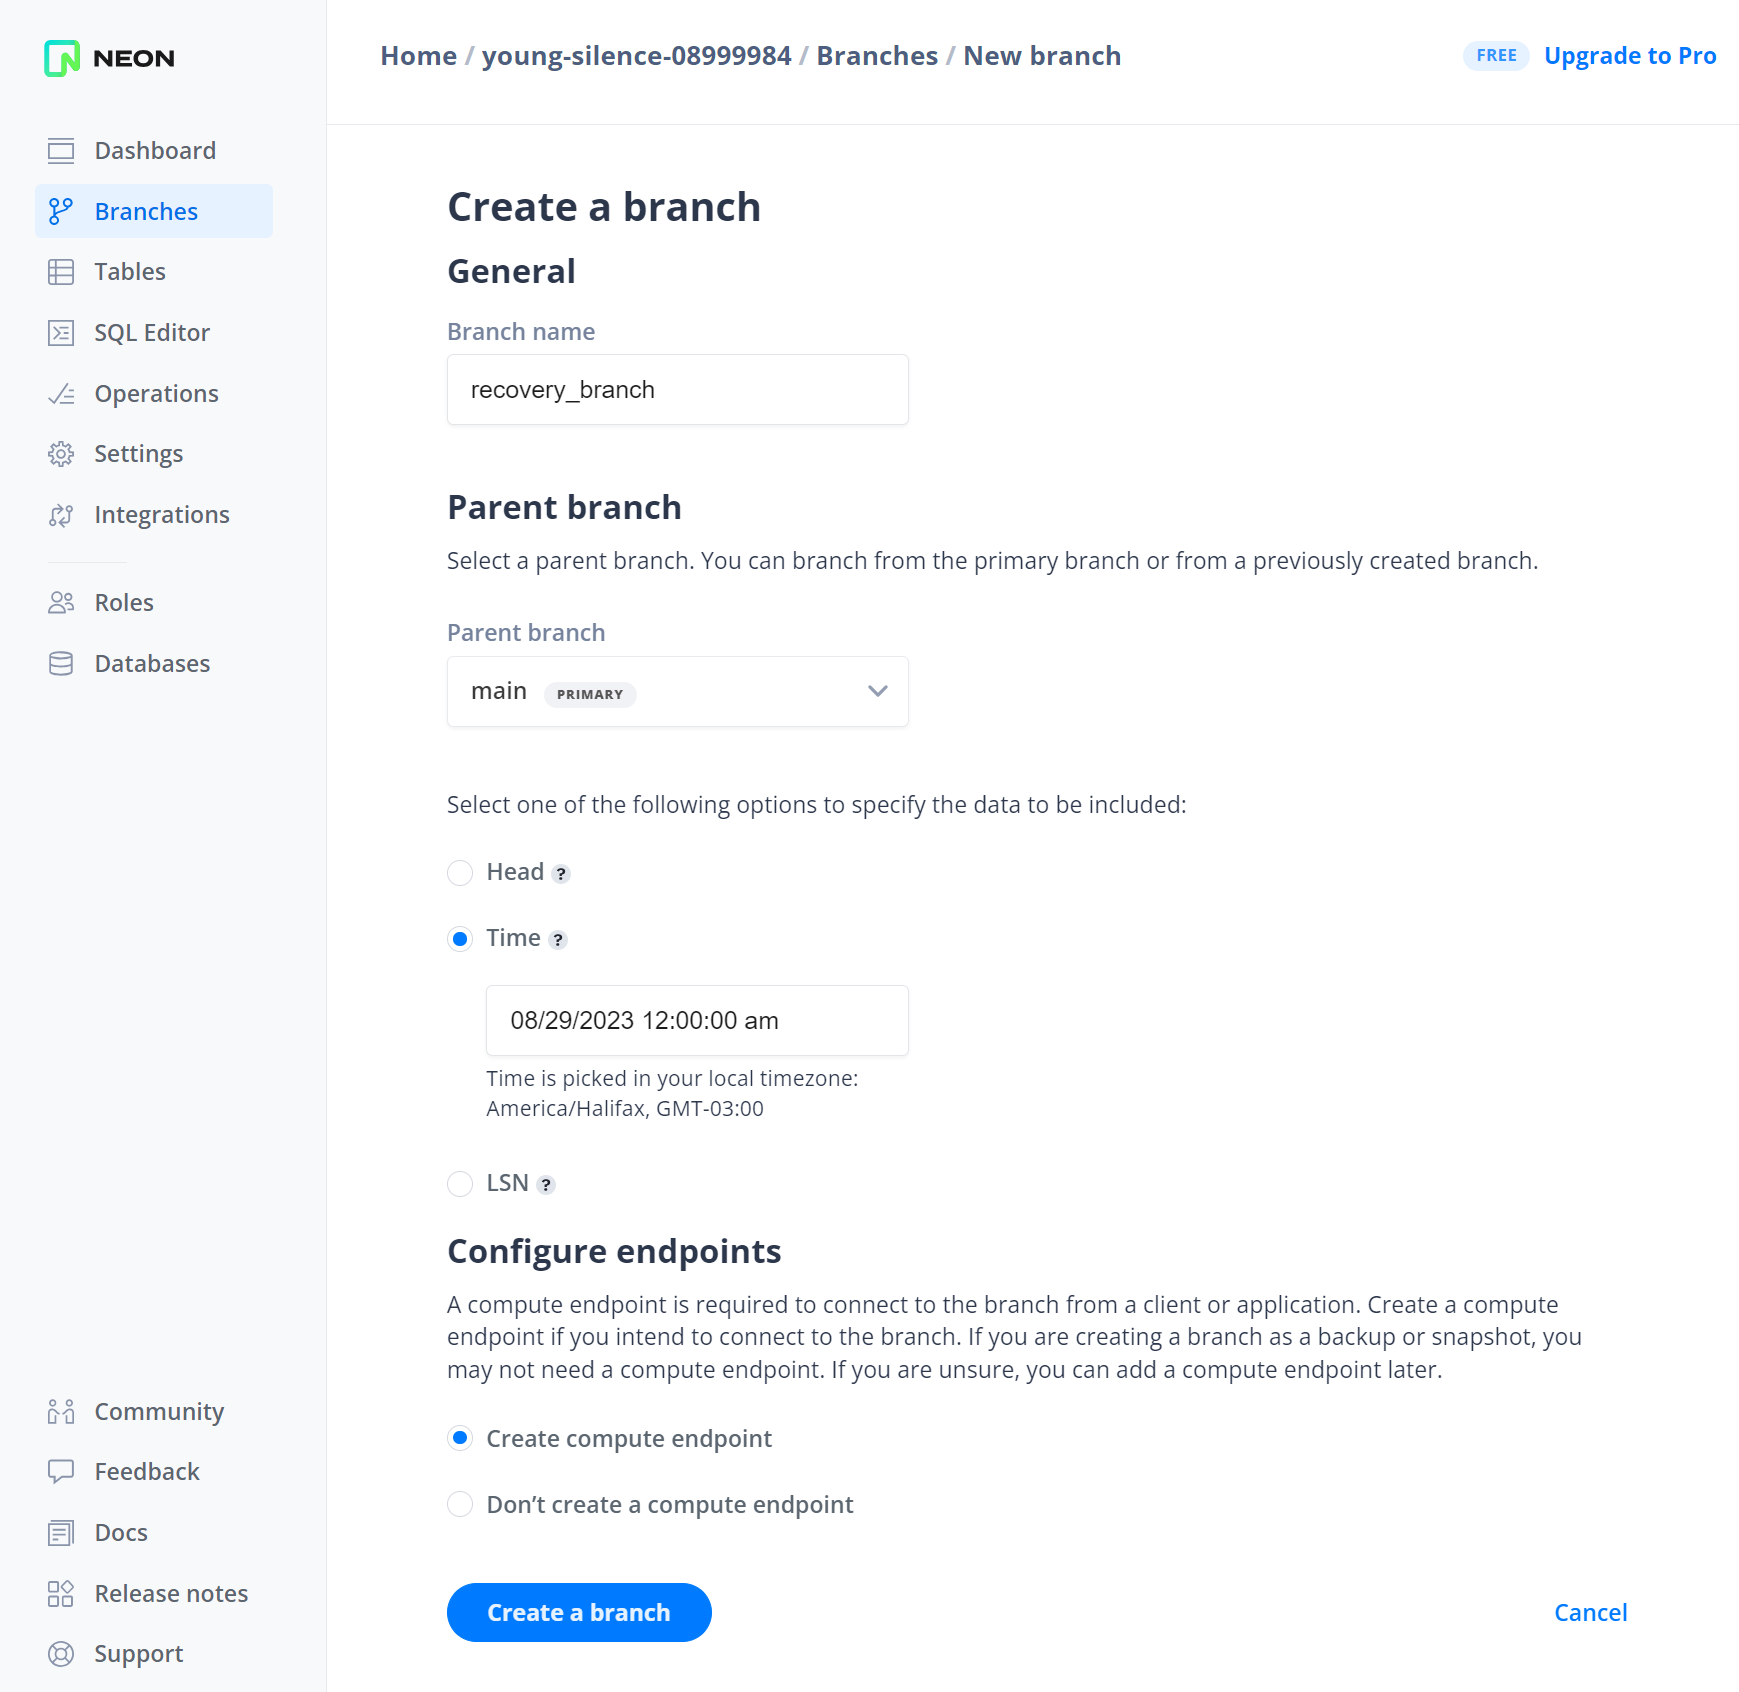 NEON
Home / young-silence-08999984 / Branches / New branch
FREE Upgrade to Pro
Dashboard
Branches
Tables
SQL Editor
Operations
Settings
Integrations
Roles
Databases
Community
Feedback
Docs
Release notes
Support
Create a branch
General
Branch name
recovery_branch
Parent branch
Select a parent branch. You can branch from the primary branch or from a previously created branch.
Parent branch
main PRIMARY
Select one of the following options to specify the data to be included:
Head ?
Time ?
08/29/2023 12:00:00 am
Time is picked in your local timezone:
America/Halifax, GMT-03:00
LSN ?
Configure endpoints
A compute endpoint is required to connect to the branch from a client or application. Create a compute
endpoint if you intend to connect to the branch. If you are creating a branch as a backup or snapshot, you
may not need a compute endpoint. If you are unsure, you can add a compute endpoint later.
Create compute endpoint
Don’t create a compute endpoint
Create a branch
Cancel